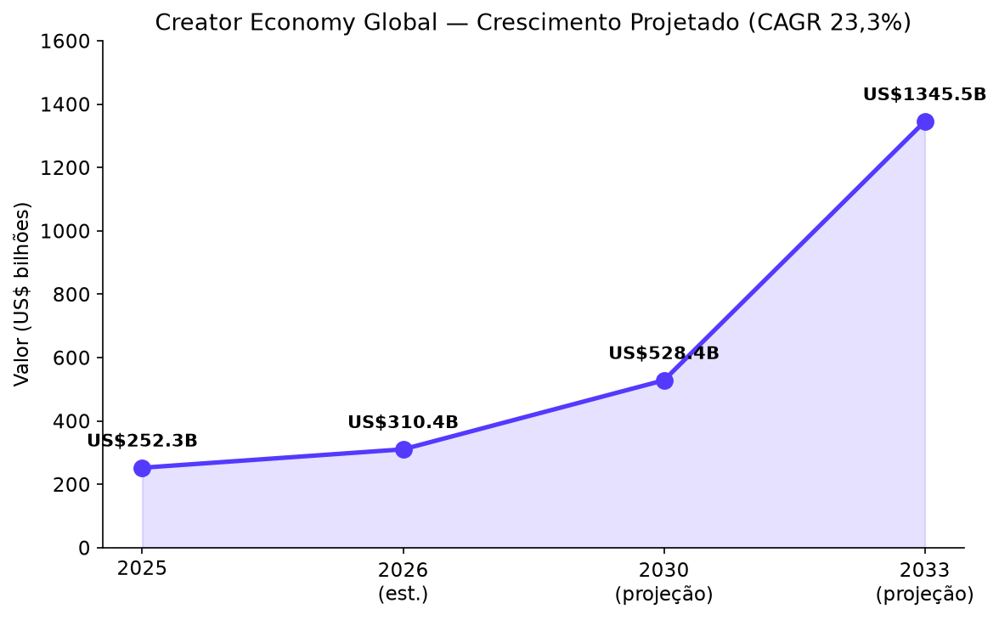 Creator Economy Global — Crescimento Projetado (CAGR 23,3%)
Valor (US$ bilhões)
1600
1400
1200
1000
800
600
400
200
0
US$252.3B
US$310.4B
US$528.4B
US$1345.5B
2025
2026
(est.)
2030
(projeção)
2033
(projeção)